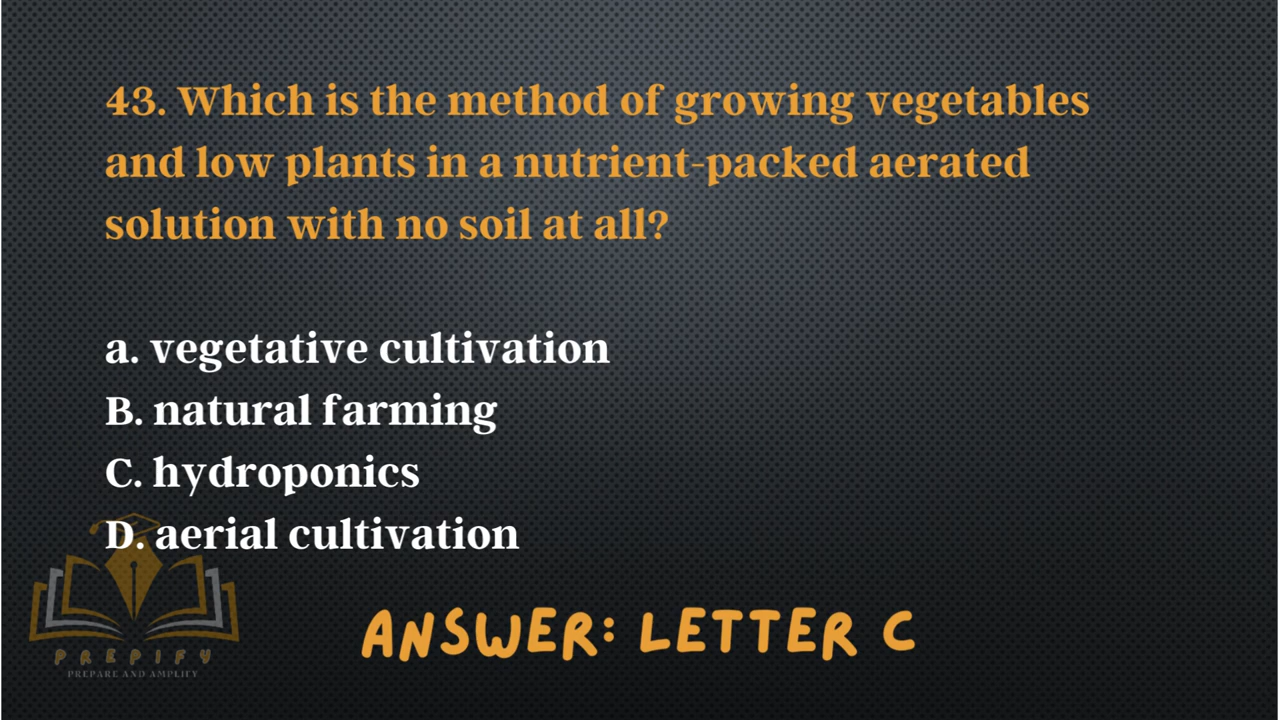 43. Which is the method of growing vegetables
and low plants in a nutrient-packed aerated
solution with no soil at all?
a. vegetative cultivation
B. natural farming
C. hydroponics
D. aerial cultivation
ANSWER: LETTER C
PREPIFY
PREPARE AND AMPLIFY